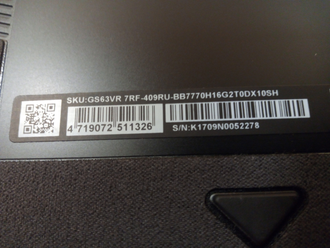 SKU:GS63VR 7RF-409RU-BB7770H16G2T0DX10SH
4 719072 511326
S/N:K1709N0052278